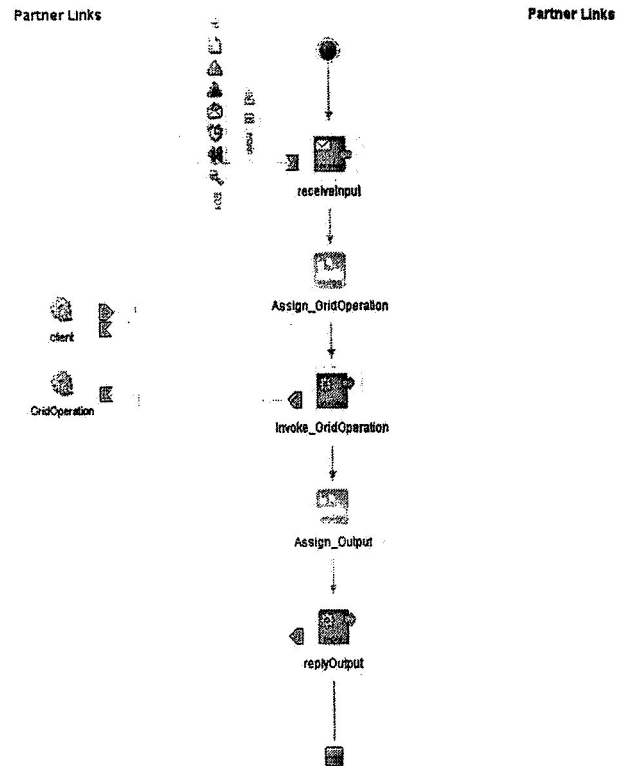 Partner Links
Partner Links
receiveInput
Assign_GridOperation
client
GridOperation
Invoke_GridOperation
Assign_Output
replyOutput